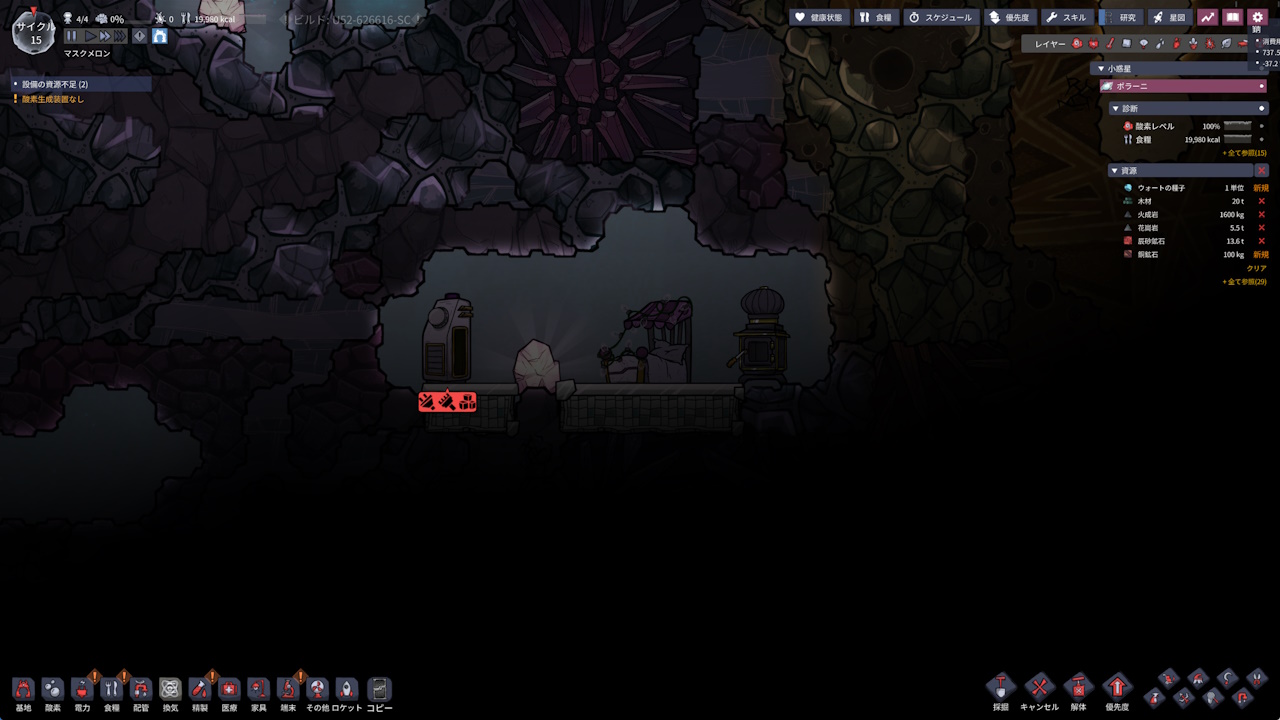 サイクル
15
4/4
0%
0
19,980 kcal
ビルド: U52-626616-SC
マスクメロン
• 設備の資源不足 (2)
! 酸素生成装置なし
健康状態
食糧
スケジュール
優先度
スキル
研究
星図
レイヤー
小惑星
ポラーニ
診断
酸素レベル 100%
食糧 19,980 kcal
+ 全て参照(15)
資源
ウォートの種子 1 単位 新規
木材 20 t
火成岩 1600 kg
花崗岩 5.5 t
辰砂鉱石 13.6 t
銅鉱石 100 kg 新規
クリア
+ 全て参照(29)
基地
酸素
電力
食糧
配管
換気
精製
医療
家具
端末
その他
ロケット
コピー
採掘
キャンセル
解体
優先度